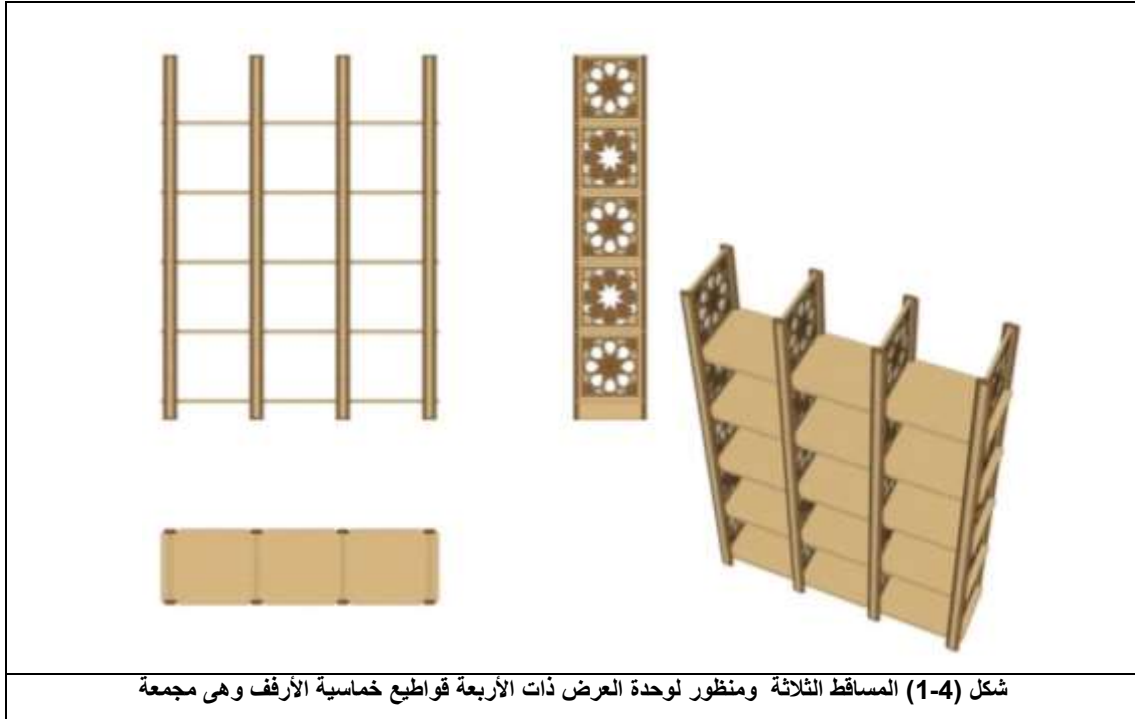 شكل (4-1) المساقط الثلاثة ومنظور لوحدة العرض ذات الأربعة قواطيع خماسية الأرفف وهى مجمعة